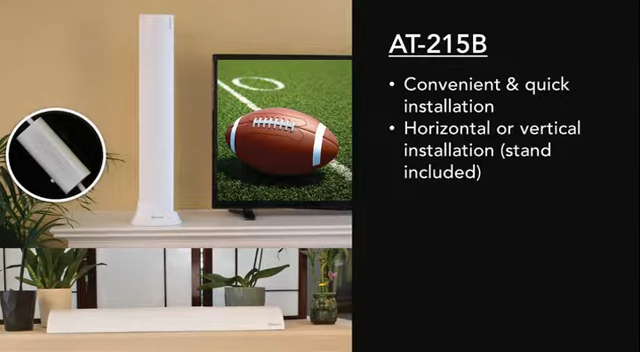 AT-215B
• Convenient & quick
installation
• Horizontal or vertical
installation (stand
included)